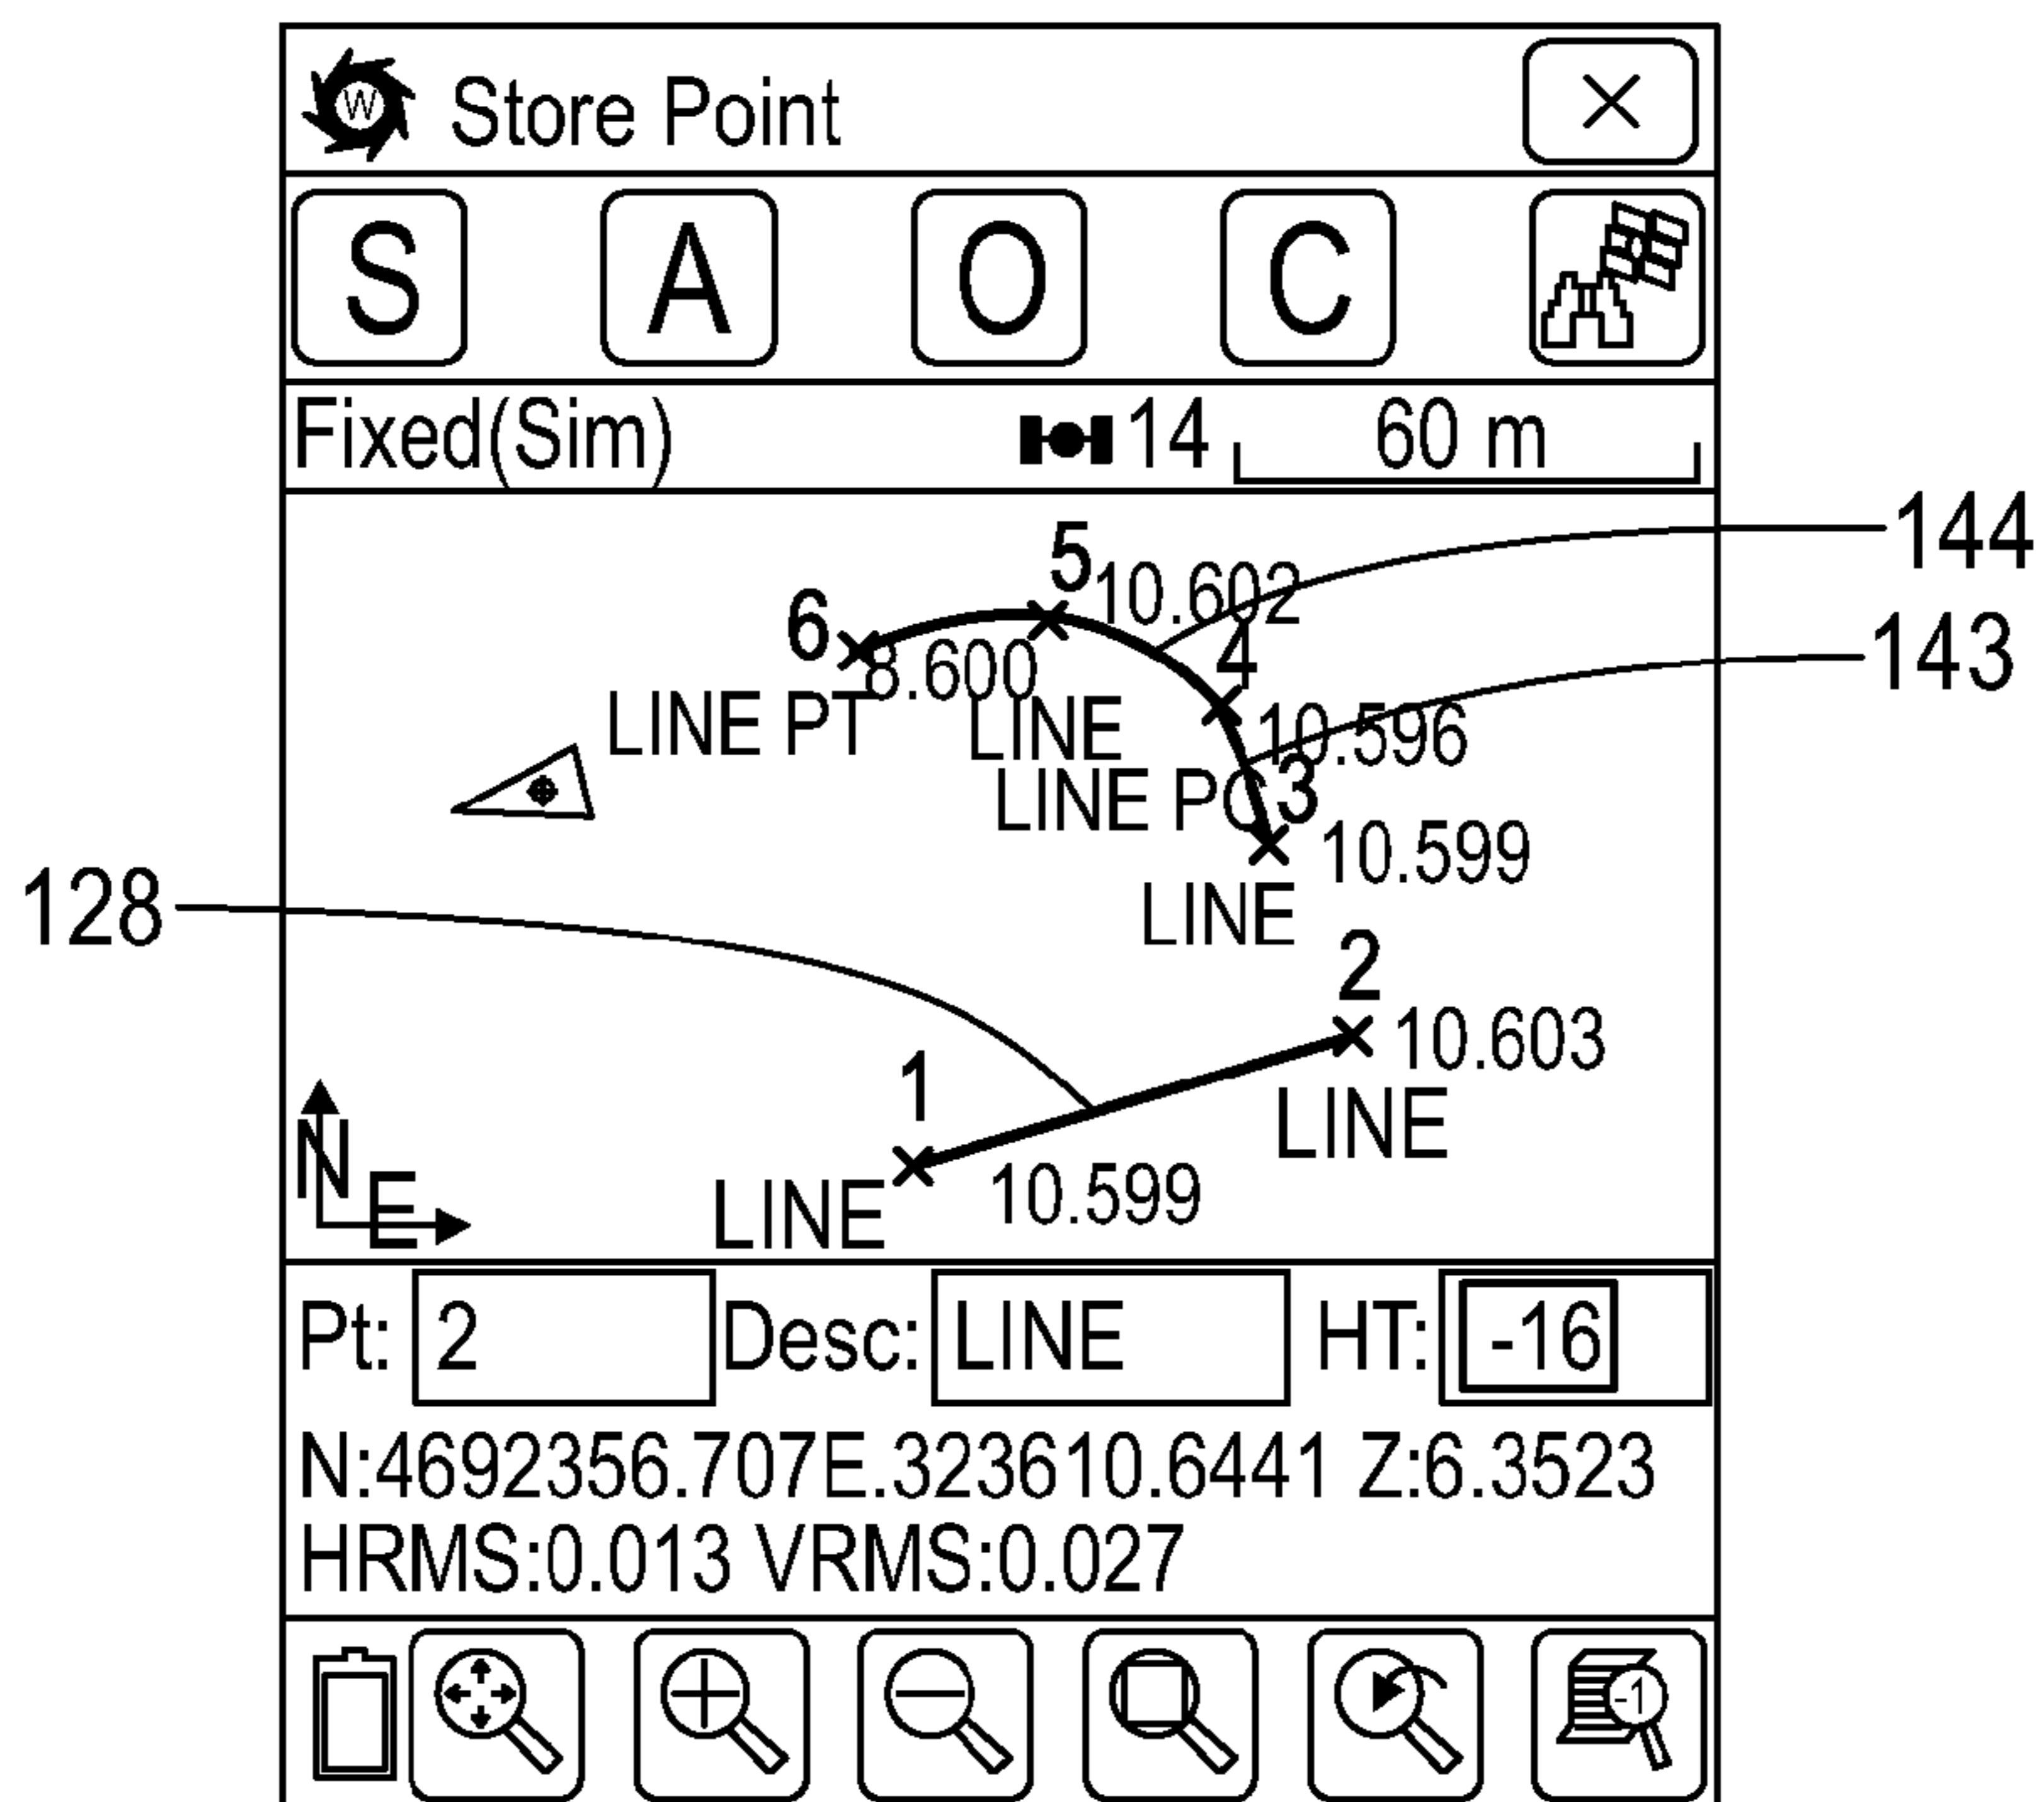 W Store Point
S A O C
Fixed(Sim) 14 60 m
144
5 10.602
6
143
4
8.600
LINE PT LINE
10.596
LINE PC 3
10.599
128
LINE
2
10.603
1
LINE
N
10.599
E
LINE
Pt: 2 Desc: LINE HT: -16
N:4692356.707E.323610.6441 Z:6.3523
HRMS:0.013 VRMS:0.027
-1